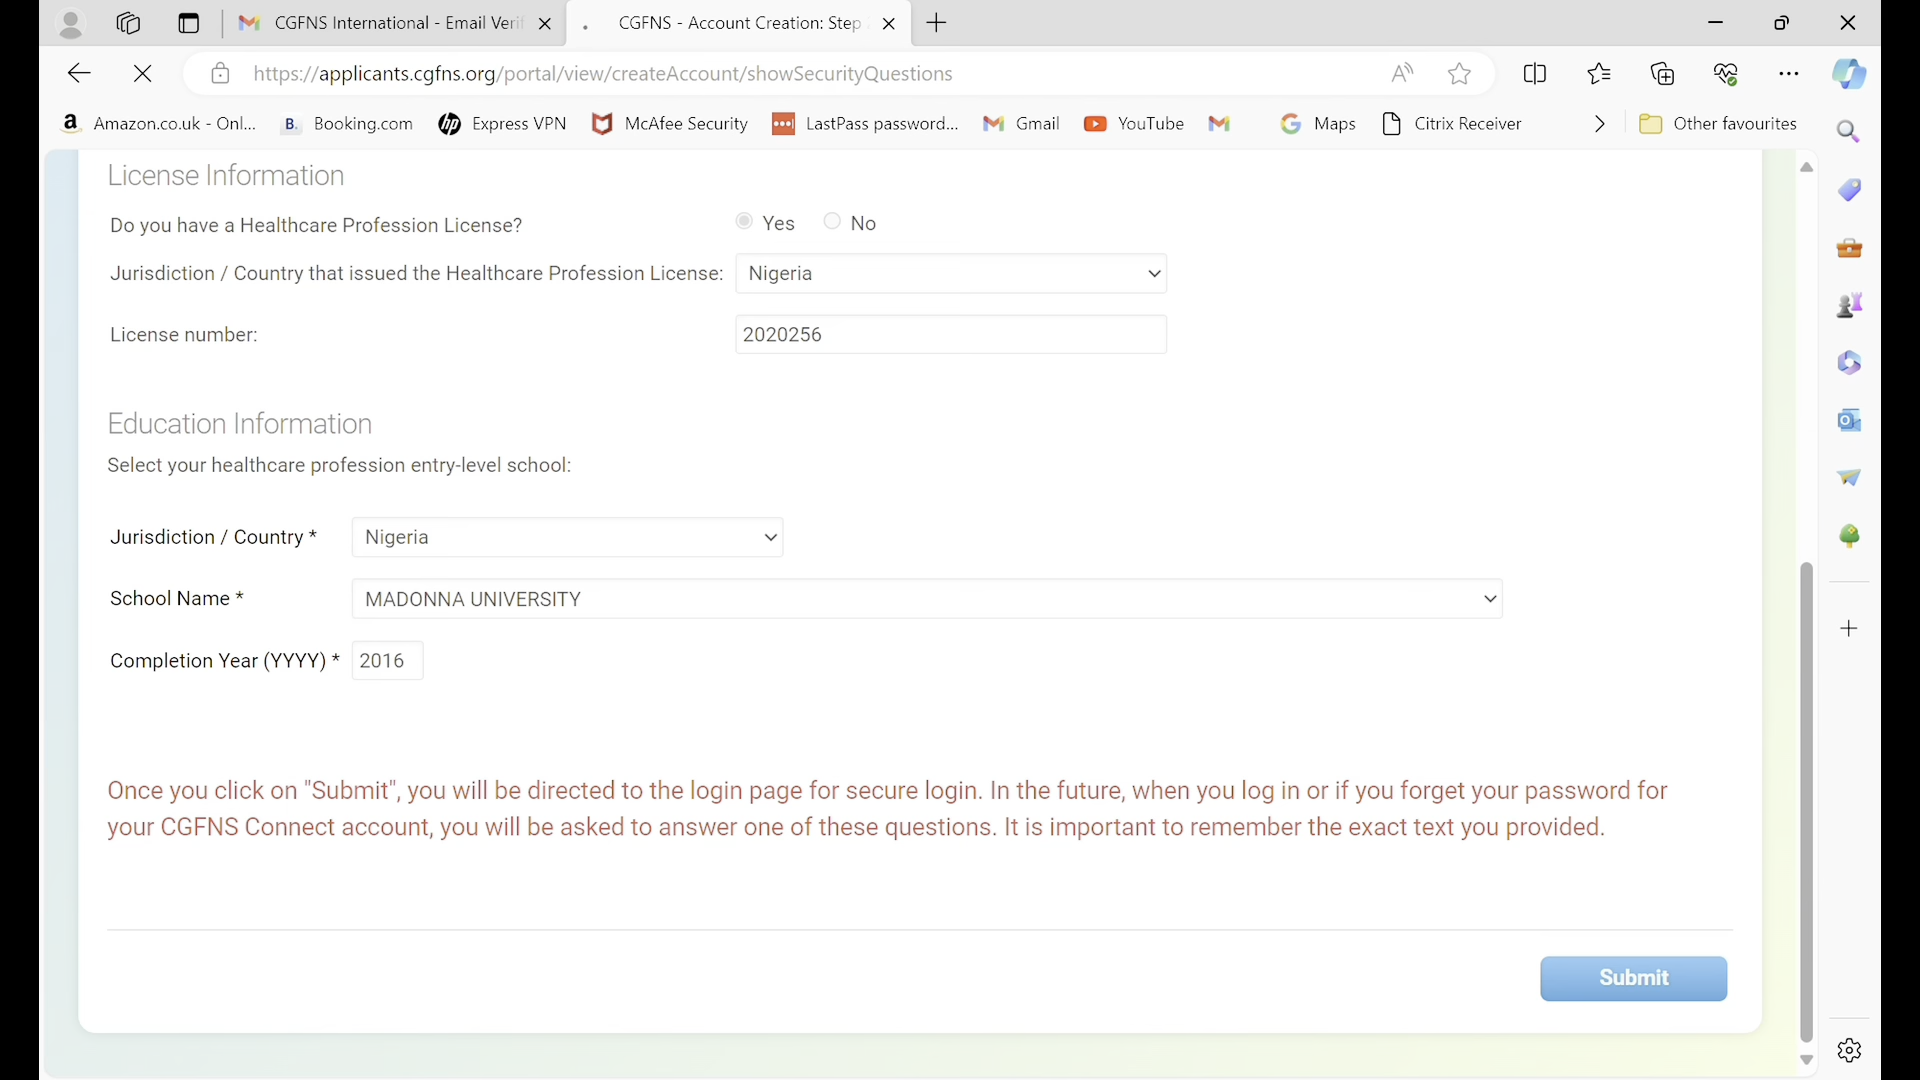 CGFNS International - Email Verif
CGFNS - Account Creation: Step
https://applicants.cgfns.org/portal/view/createAccount/showSecurityQuestions
Amazon.co.uk - Onl...
Booking.com
Express VPN
McAfee Security
LastPass password...
Gmail
YouTube
Maps
Citrix Receiver
Other favourites
License Information
Do you have a Healthcare Profession License?
Yes
No
Jurisdiction / Country that issued the Healthcare Profession License:
Nigeria
License number:
2020256
Education Information
Select your healthcare profession entry-level school:
Jurisdiction / Country *
Nigeria
School Name *
MADONNA UNIVERSITY
Completion Year (YYYY) *
2016
Once you click on "Submit", you will be directed to the login page for secure login. In the future, when you log in or if you forget your password for
your CGFNS Connect account, you will be asked to answer one of these questions. It is important to remember the exact text you provided.
Submit